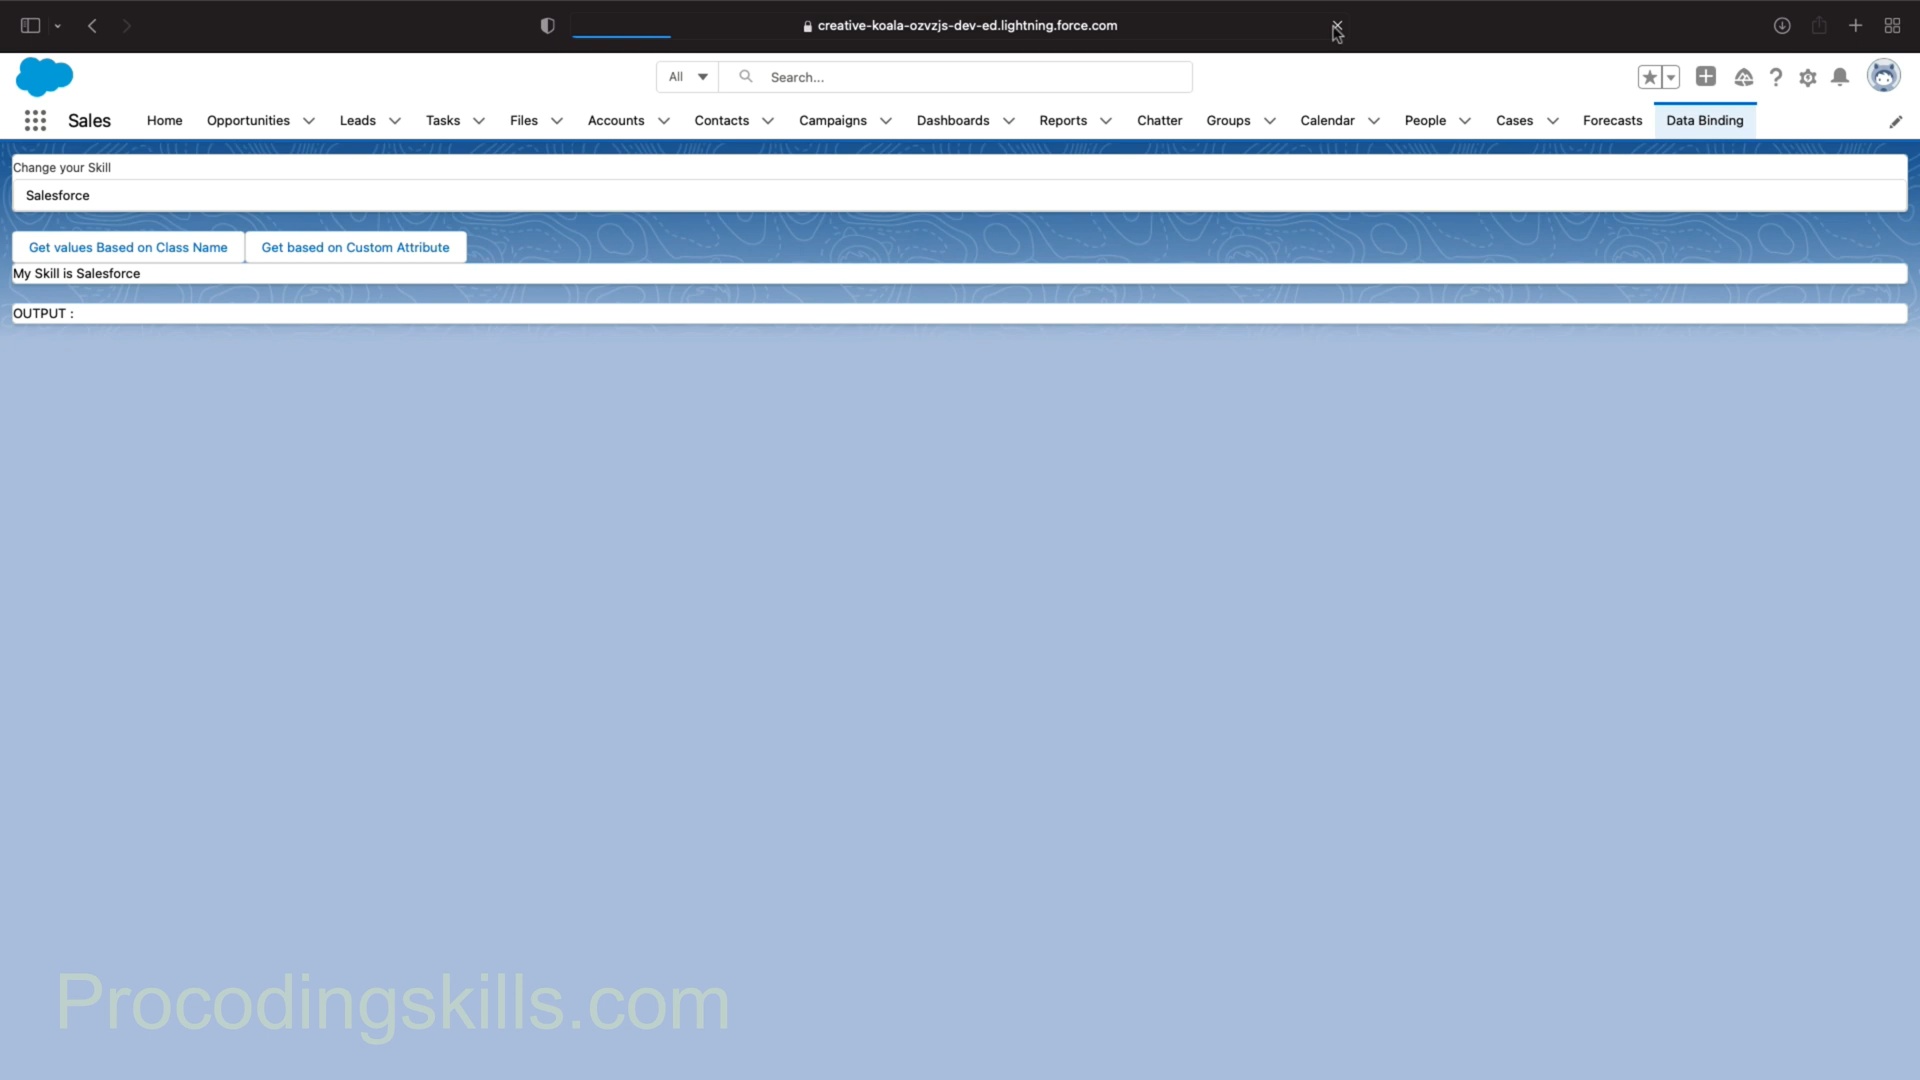 creative-koala-ozvzjs-dev-ed.lightning.force.com
All Search...
Sales Home Opportunities Leads Tasks Files Accounts Contacts Campaigns Dashboards Reports Chatter Groups Calendar People Cases Forecasts Data Binding
Change your Skill
Salesforce
Get values Based on Class Name Get based on Custom Attribute
My Skill is Salesforce
OUTPUT :
Procodingskills.com